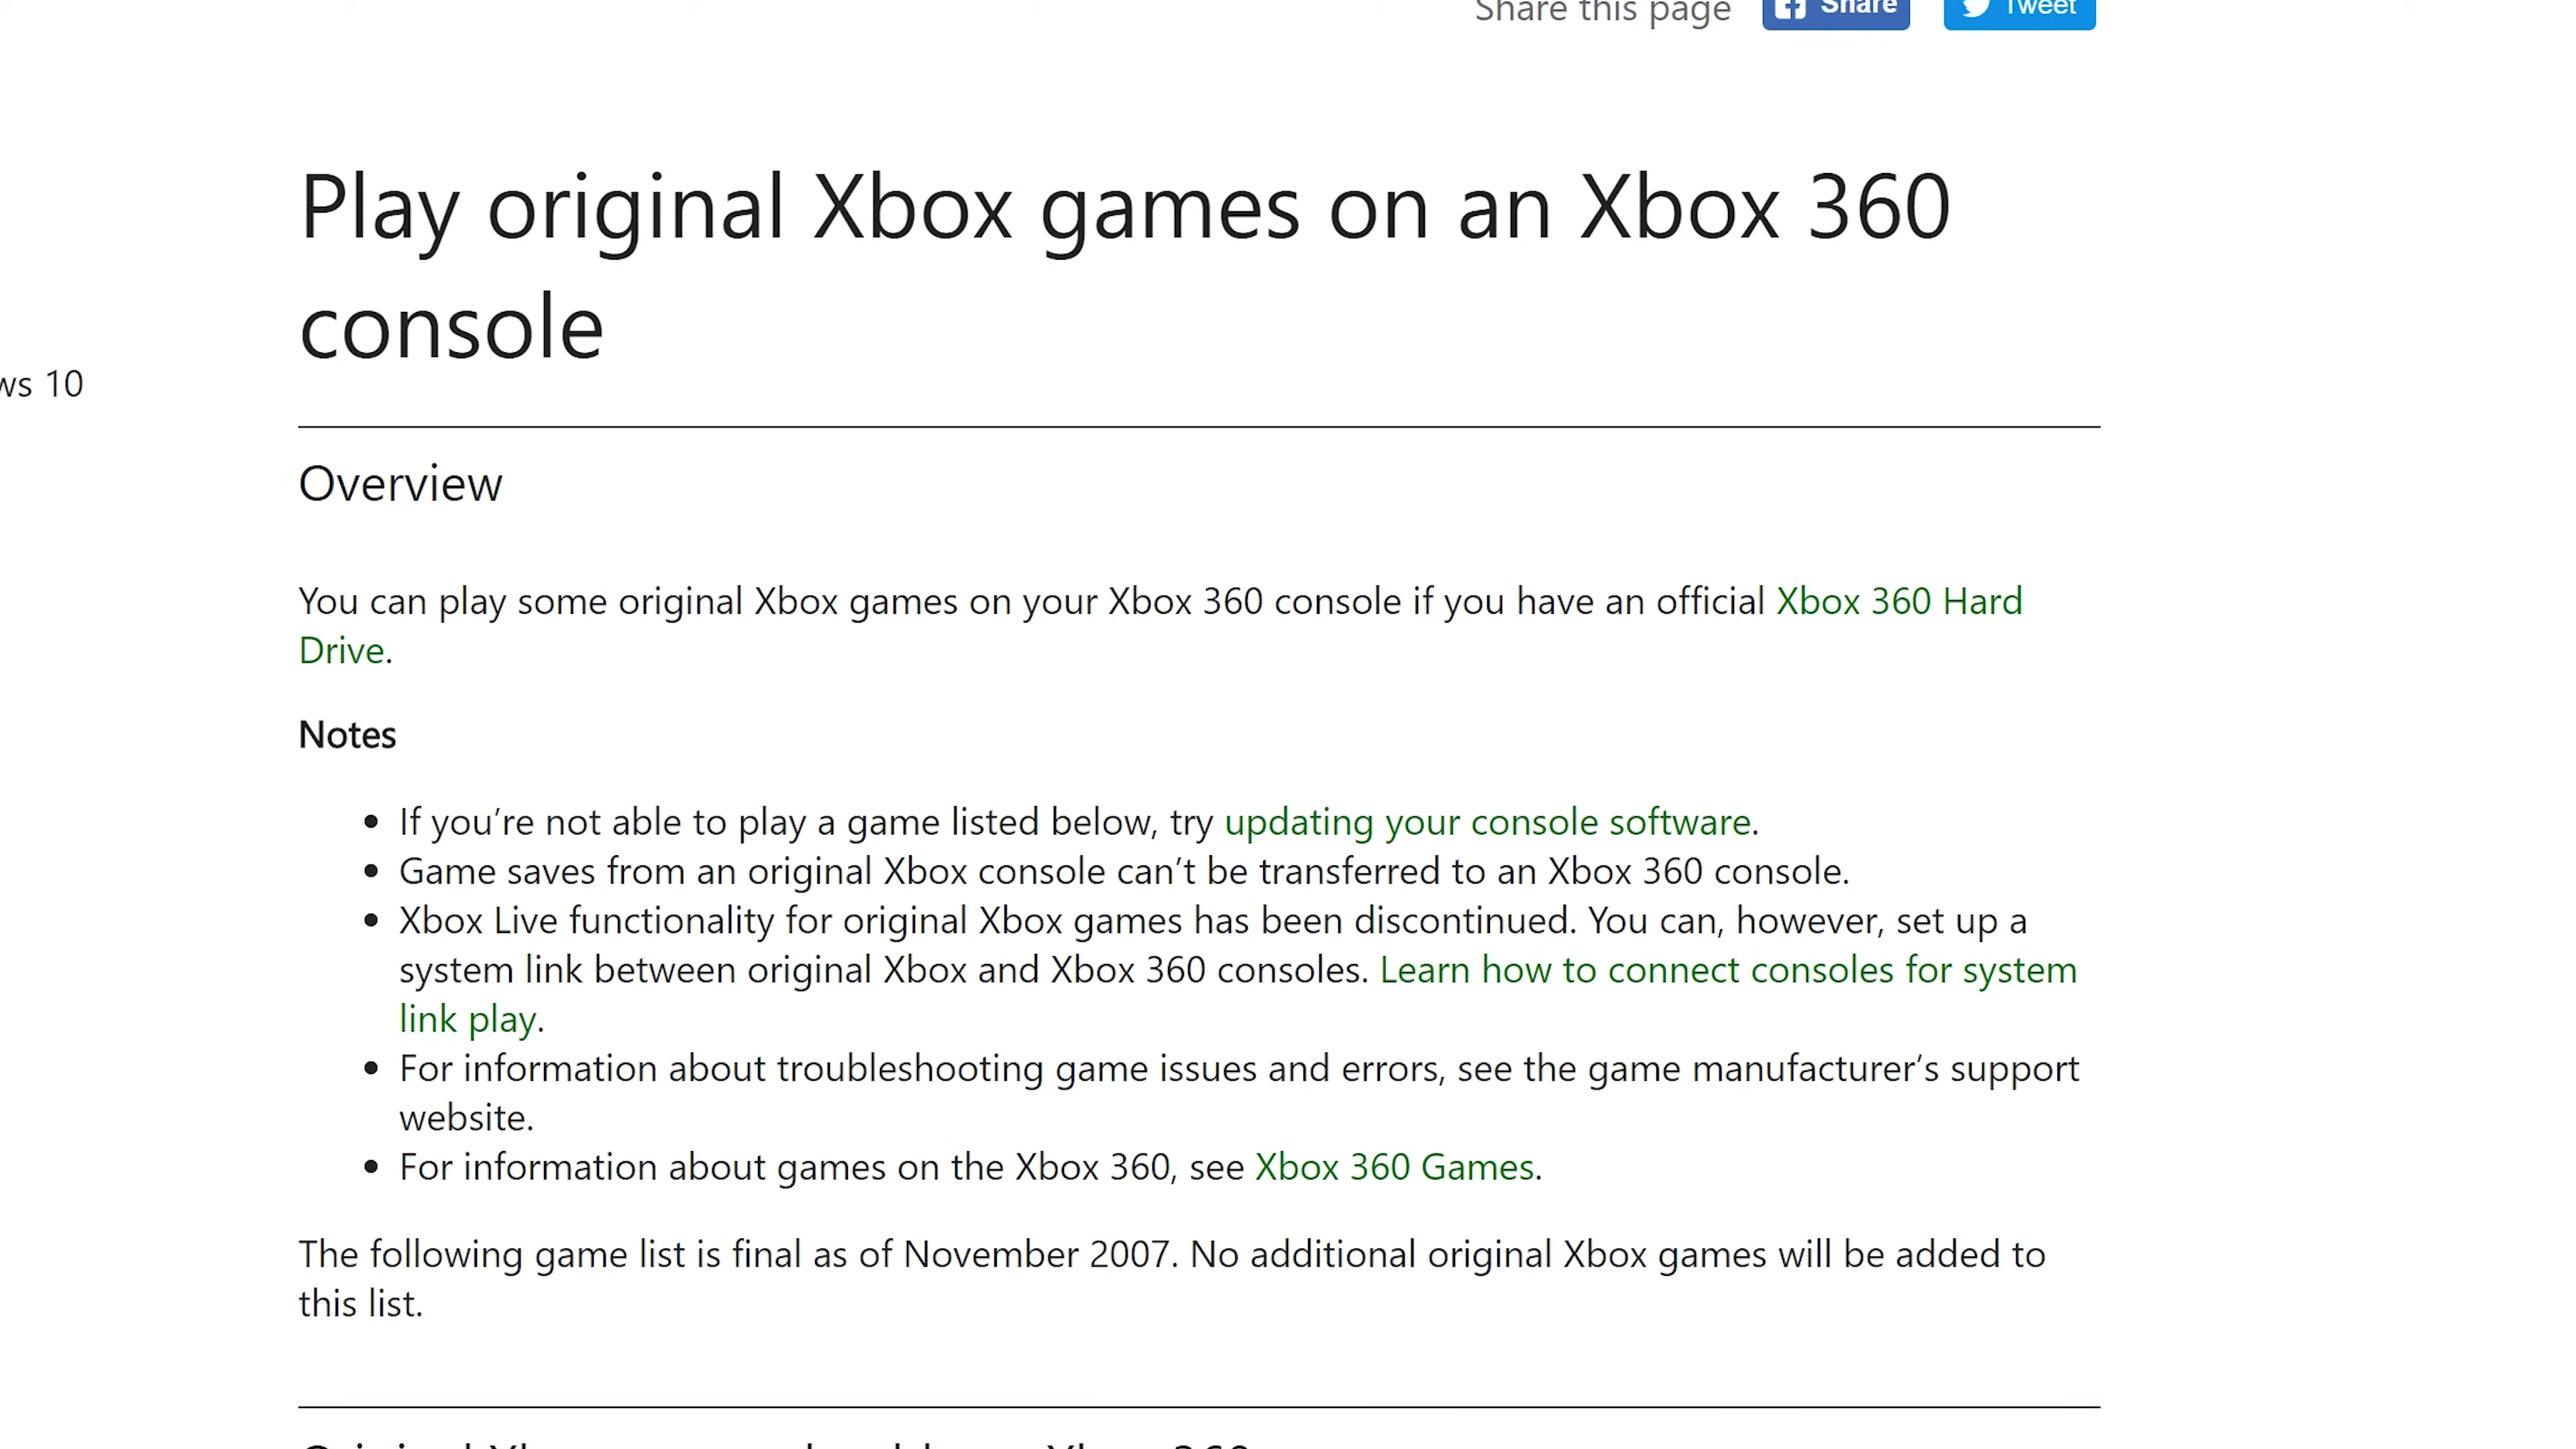 Share this page Share Tweet
Play original Xbox games on an Xbox 360
console
ws 10
Overview
You can play some original Xbox games on your Xbox 360 console if you have an official Xbox 360 Hard
Drive.
Notes
• If you’re not able to play a game listed below, try updating your console software.
• Game saves from an original Xbox console can’t be transferred to an Xbox 360 console.
• Xbox Live functionality for original Xbox games has been discontinued. You can, however, set up a
system link between original Xbox and Xbox 360 consoles. Learn how to connect consoles for system
link play.
• For information about troubleshooting game issues and errors, see the game manufacturer’s support
website.
• For information about games on the Xbox 360, see Xbox 360 Games.
The following game list is final as of November 2007. No additional original Xbox games will be added to
this list.